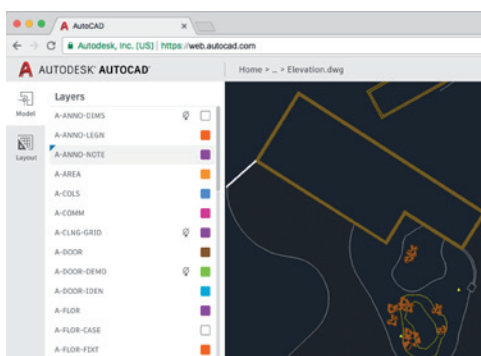 AutoCAD
Autodesk, Inc. (US) | https://web.autocad.com
AUTODESK® AUTOCAD®
Home > ... > Elevation.dwg
Model
Layout
Layers
A-ANNO-DIMS
A-ANNO-LEGN
A-ANNO-NOTE
A-AREA
A-COLS
A-COMM
A-CLNG-GRID
A-DOOR
A-DOOR-DEMO
A-DOOR-IDEN
A-FLOR
A-FLOR-CASE
A-FLOR-FIXT